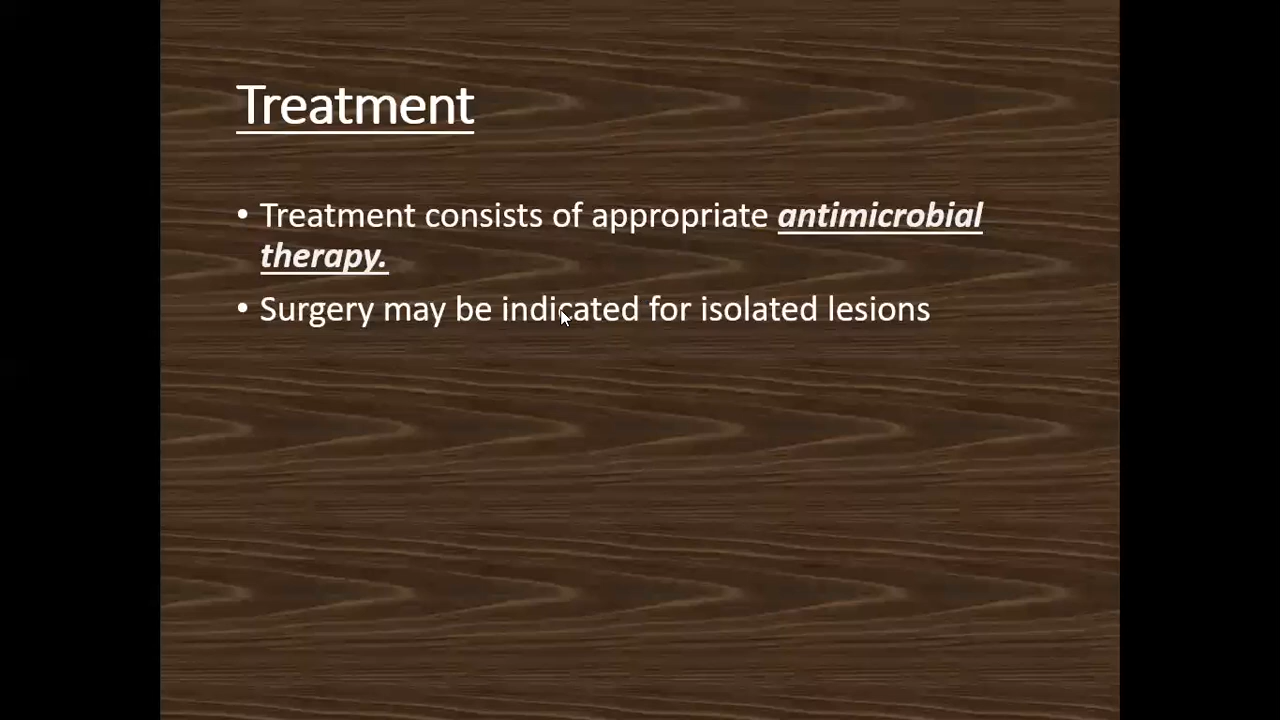 Treatment
• Treatment consists of appropriate antimicrobial
therapy.
• Surgery may be indicated for isolated lesions